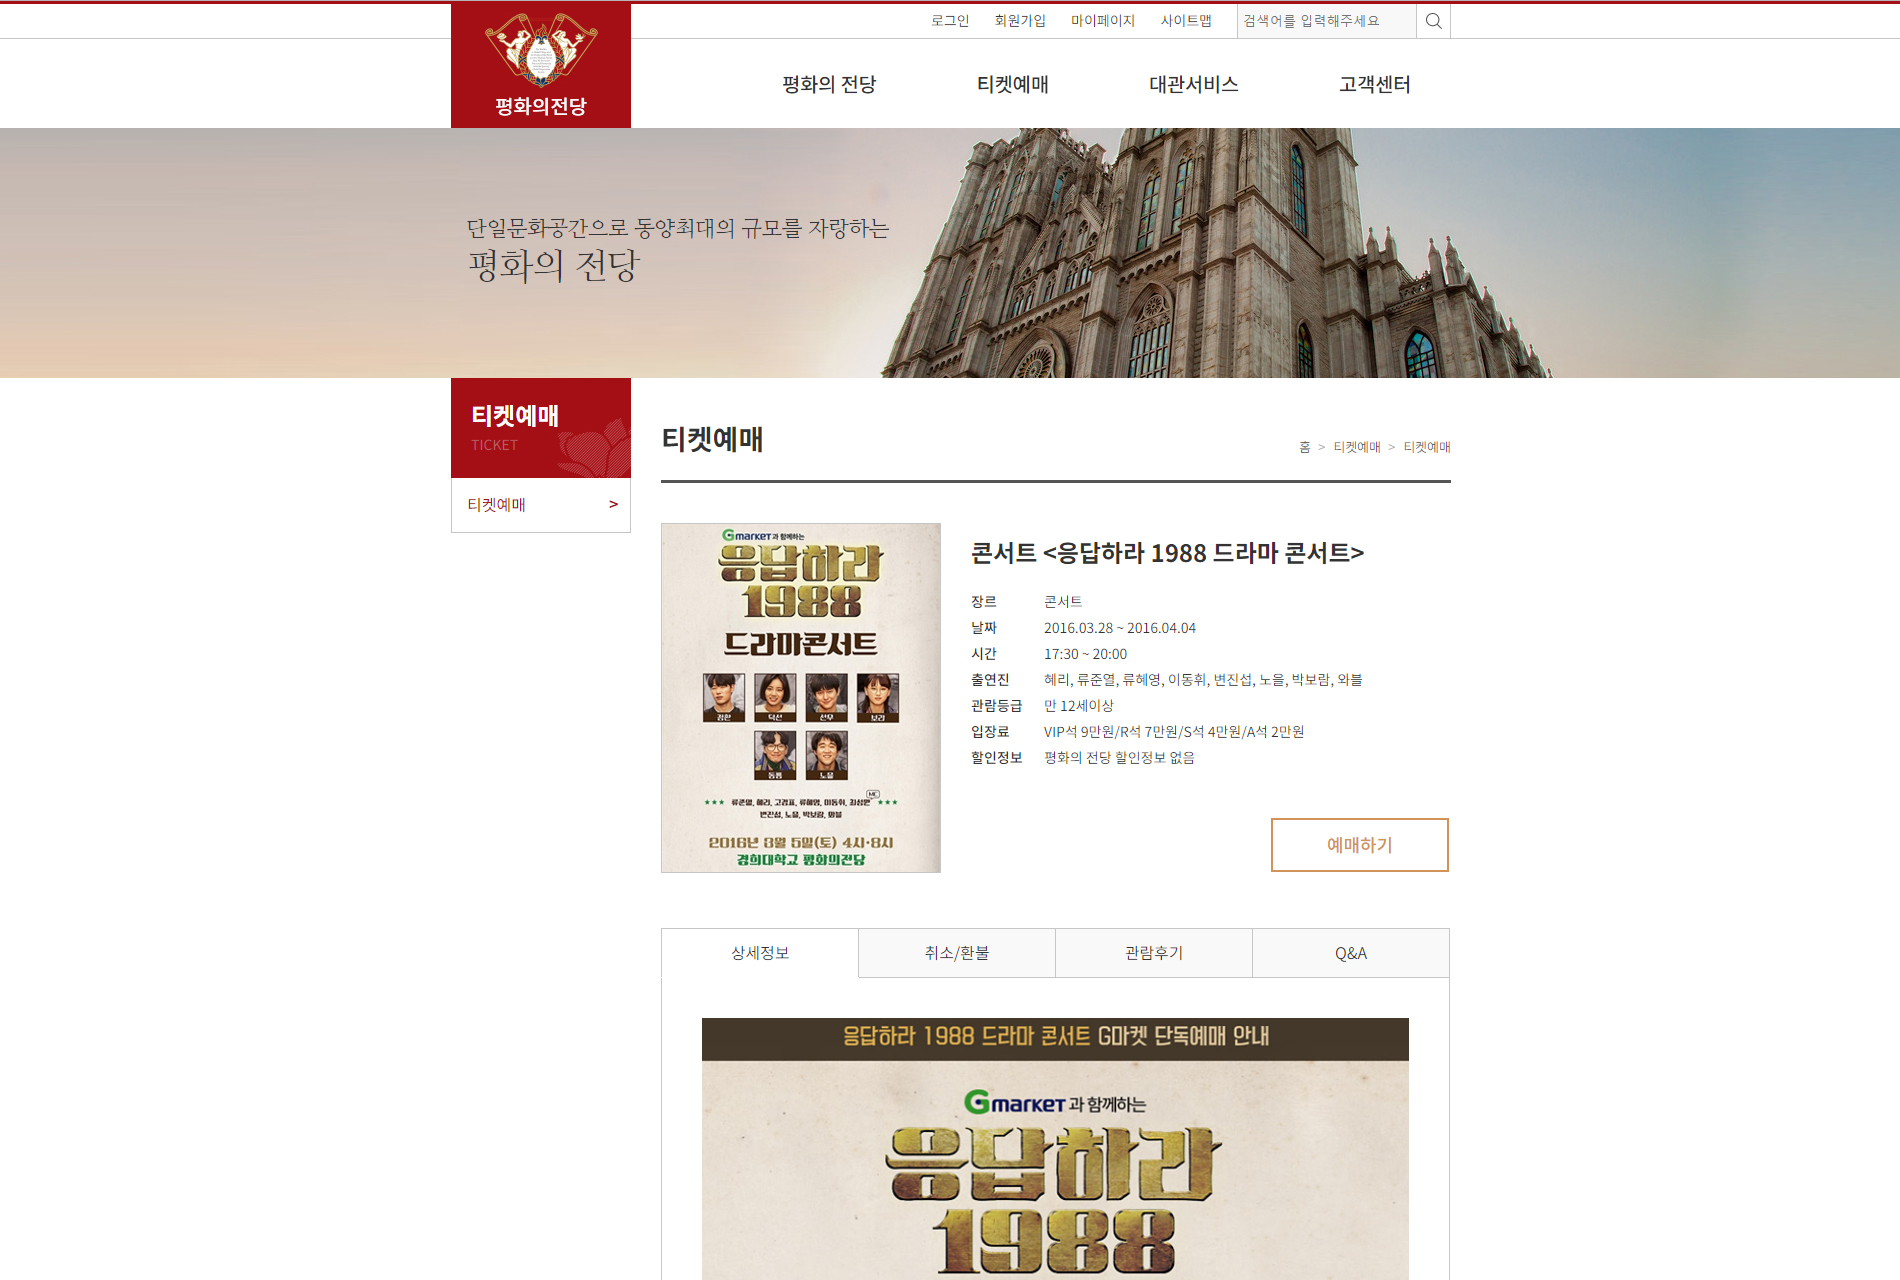 로그인 회원가입 마이페이지 사이트맵 검색어를 입력해주세요
평화의전당
평화의 전당 티켓예매 대관서비스 고객센터
단일문화공간으로 동양최대의 규모를 자랑하는
평화의 전당
티켓예매
TICKET
티켓예매 >
티켓예매
홈 > 티켓예매 > 티켓예매
Gmarket과 함께하는
응답하라
1988
드라마콘서트
정환 덕선 선우 보라
동룡 노을
★★★ 류준열, 혜리, 고경표, 류혜영, 이동휘, 최성원 MC ★★★
변진섭, 노을, 박보람, 와블
2016년 3월 5일(토) 4시·8시
경희대학교 평화의전당
콘서트 <응답하라 1988 드라마 콘서트>
장르 콘서트
날짜 2016.03.28 ~ 2016.04.04
시간 17:30 ~ 20:00
출연진 혜리, 류준열, 류혜영, 이동휘, 변진섭, 노을, 박보람, 와블
관람등급 만 12세이상
입장료 VIP석 9만원/R석 7만원/S석 4만원/A석 2만원
할인정보 평화의 전당 할인정보 없음
예매하기
상세정보 취소/환불 관람후기 Q&A
응답하라 1988 드라마 콘서트 G마켓 단독예매 안내
Gmarket과 함께하는
응답하라
1988